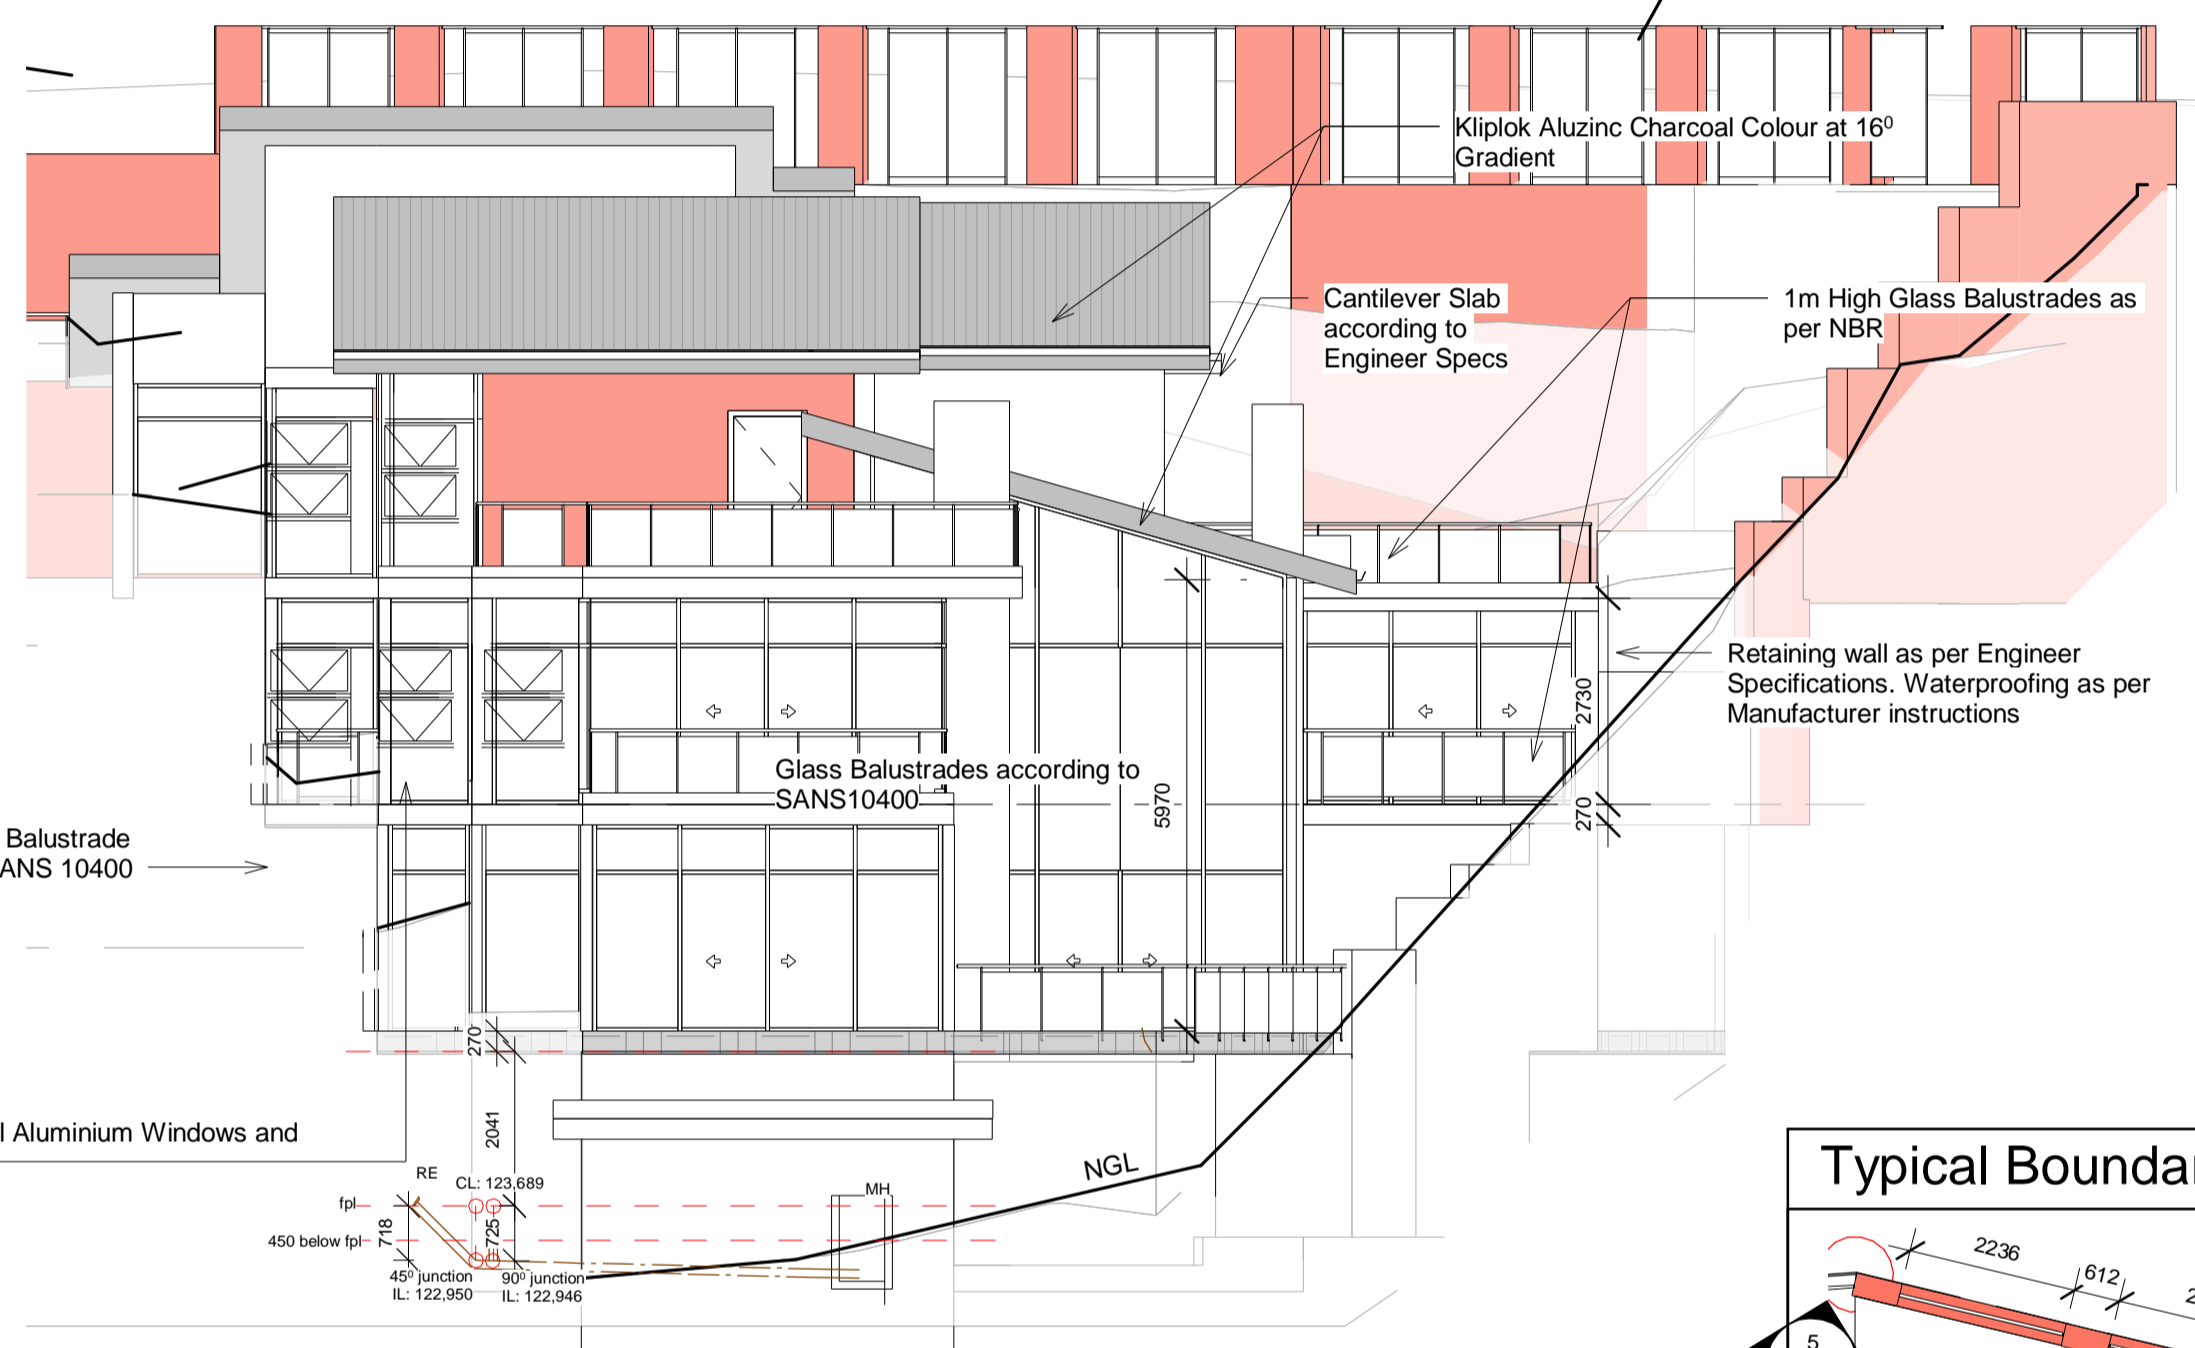 Kliplok Aluzinc Charcoal Colour at 16⁰
Gradient
Cantilever Slab
according to
Engineer Specs
1m High Glass Balustrades as
per NBR
Retaining wall as per Engineer
Specifications. Waterproofing as per
Manufacturer instructions
2730
270
5970
Glass Balustrades according to
SANS10400
Balustrade
ANS 10400
270
2041
l Aluminium Windows and
RE
CL: 123,689
fpl
718
725
450 below fpl
45⁰ junction
IL: 122,950
90⁰ junction
IL: 122,946
MH
NGL
Typical Boundar
2236
612
2
5